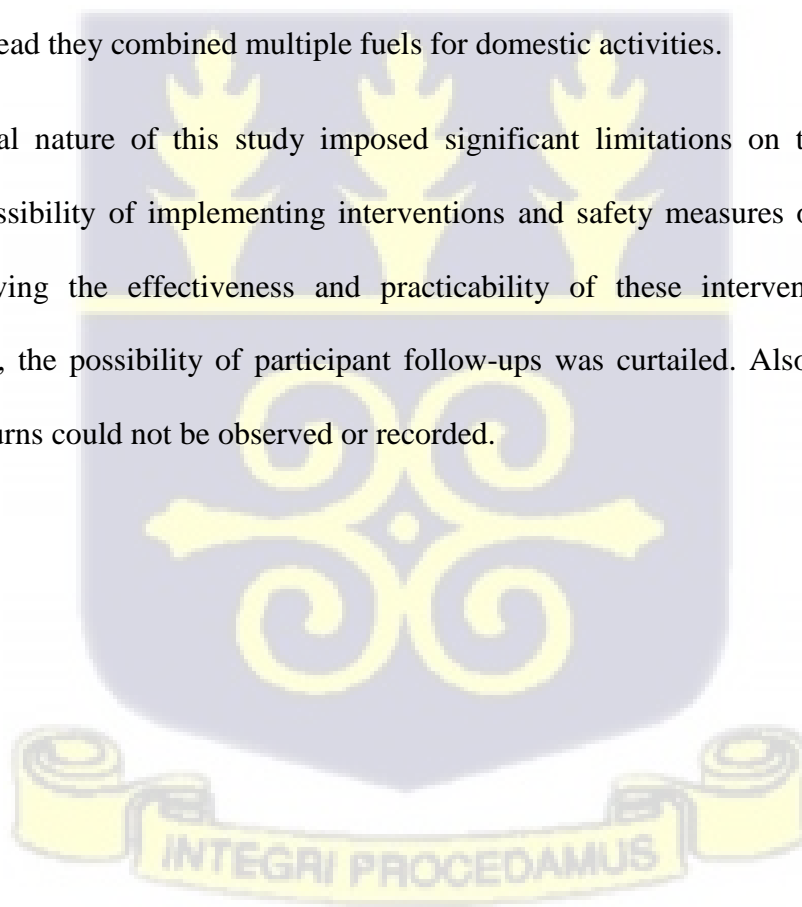 ead they combined multiple fuels for domestic activities.
al nature of this study imposed significant limitations on t
ssibility of implementing interventions and safety measures o
ying the effectiveness and practicability of these interven
, the possibility of participant follow-ups was curtailed. Also
urns could not be observed or recorded.
INTEGRI PROCEDAMUS